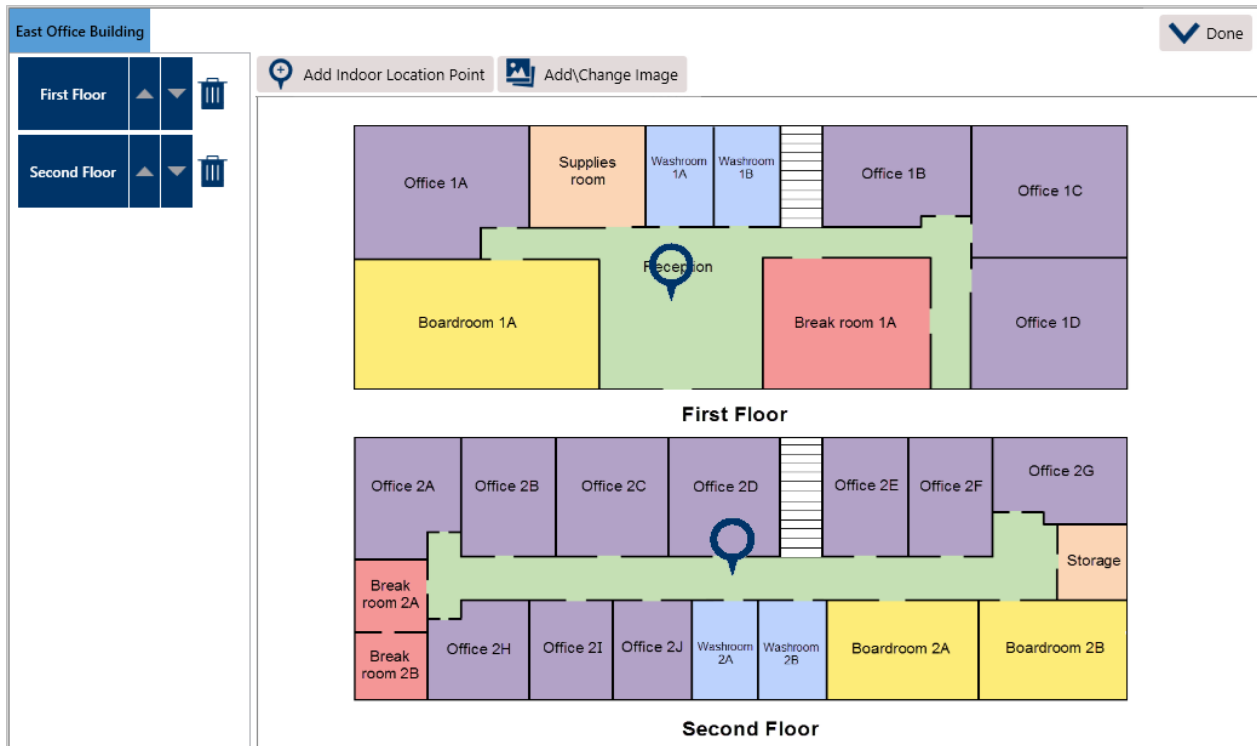 East Office Building
Done
First Floor
Second Floor
Add Indoor Location Point
Add\Change Image
Office 1A
Supplies
room
Washroom
1A
Washroom
1B
Office 1B
Office 1C
Reception
Boardroom 1A
Break room 1A
Office 1D
First Floor
Office 2A
Office 2B
Office 2C
Office 2D
Office 2E
Office 2F
Office 2G
Storage
Break
room 2A
Break
room 2B
Office 2H
Office 2I
Office 2J
Washroom
2A
Washroom
2B
Boardroom 2A
Boardroom 2B
Second Floor